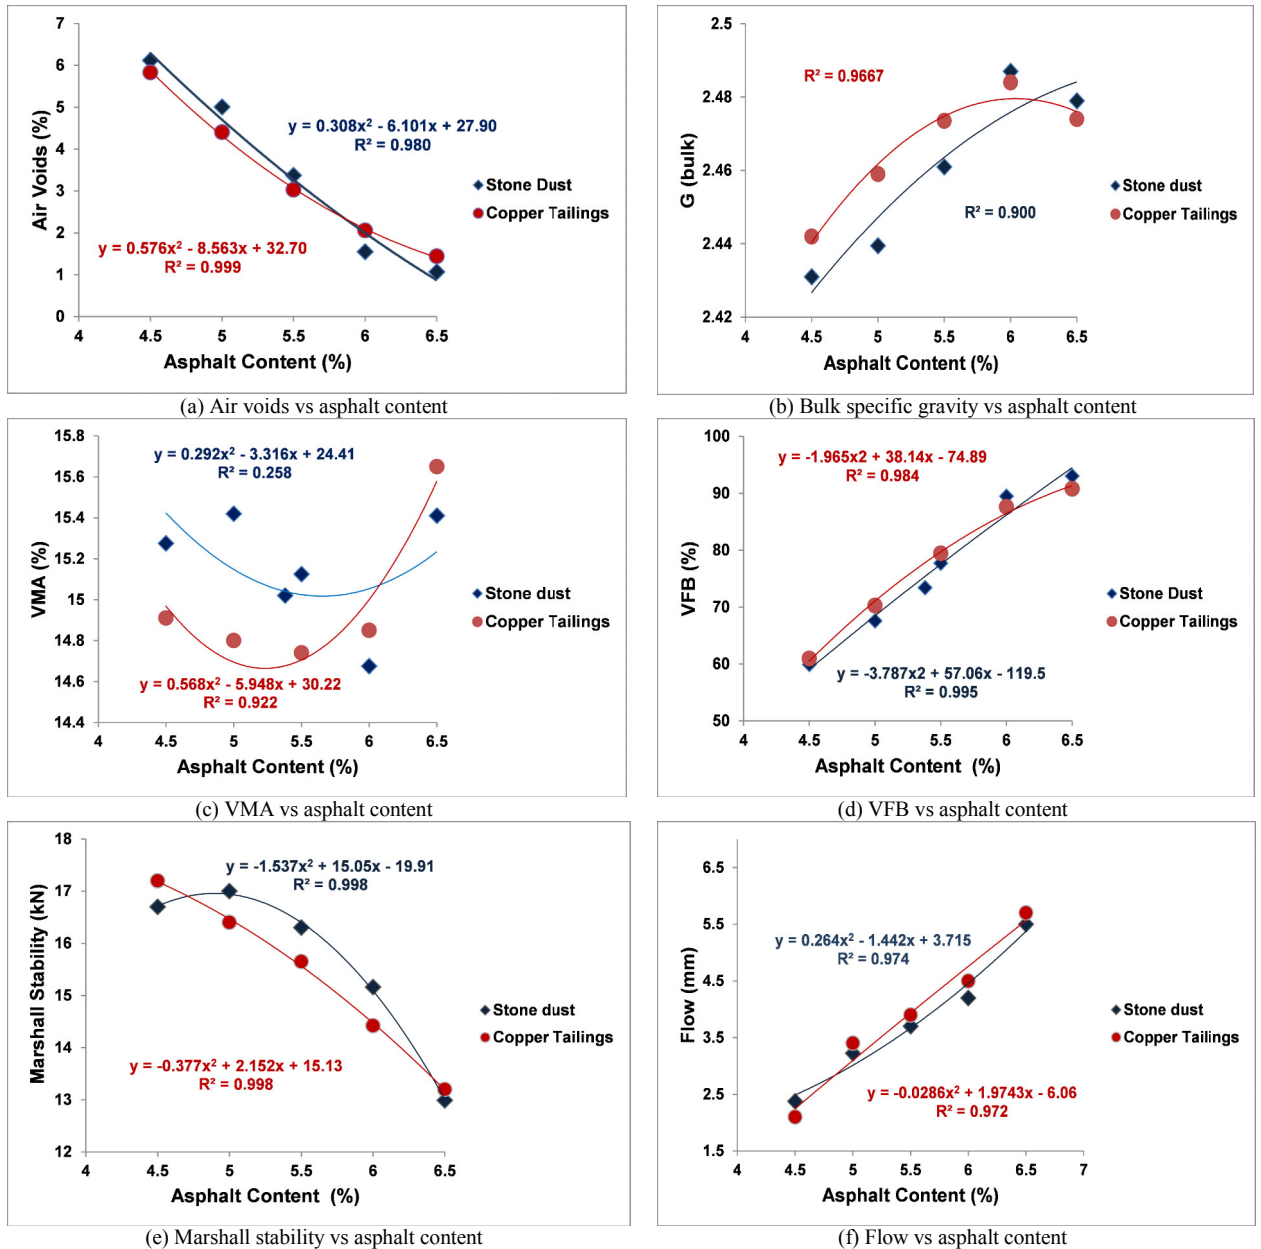 7
6
5
4
3
2
1
0
4
4.5
5
5.5
6
6.5
Air Voids (%)
Asphalt Content (%)
y = 0.308x² - 6.101x + 27.90
R² = 0.980
y = 0.576x² - 8.563x + 32.70
R² = 0.999
Stone Dust
Copper Tailings
(a) Air voids vs asphalt content
2.5
2.48
2.46
2.44
2.42
4
4.5
5
5.5
6
6.5
G (bulk)
Asphalt Content (%)
R² = 0.9667
R² = 0.900
Stone dust
Copper Tailings
(b) Bulk specific gravity vs asphalt content
15.8
15.6
15.4
15.2
15
14.8
14.6
14.4
4
4.5
5
5.5
6
6.5
VMA (%)
Asphalt Content (%)
y = 0.292x² - 3.316x + 24.41
R² = 0.258
y = 0.568x² - 5.948x + 30.22
R² = 0.922
Stone dust
Copper Tailings
(c) VMA vs asphalt content
100
90
80
70
60
50
4
4.5
5
5.5
6
6.5
VFB (%)
Asphalt Content (%)
y = -1.965x2 + 38.14x - 74.89
R² = 0.984
y = -3.787x2 + 57.06x - 119.5
R² = 0.995
Stone Dust
Copper Tailings
(d) VFB vs asphalt content
18
17
16
15
14
13
12
4
4.5
5
5.5
6
6.5
Marshall Stability (kN)
Asphalt Content (%)
y = -1.537x² + 15.05x - 19.91
R² = 0.998
y = -0.377x² + 2.152x + 15.13
R² = 0.998
Stone dust
Copper Tailings
(e) Marshall stability vs asphalt content
6.5
5.5
4.5
3.5
2.5
1.5
4
4.5
5
5.5
6
6.5
7
Flow (mm)
Asphalt Content (%)
y = 0.264x² - 1.442x + 3.715
R² = 0.974
y = -0.0286x² + 1.9743x - 6.06
R² = 0.972
Stone dust
Copper Tailings
(f) Flow vs asphalt content